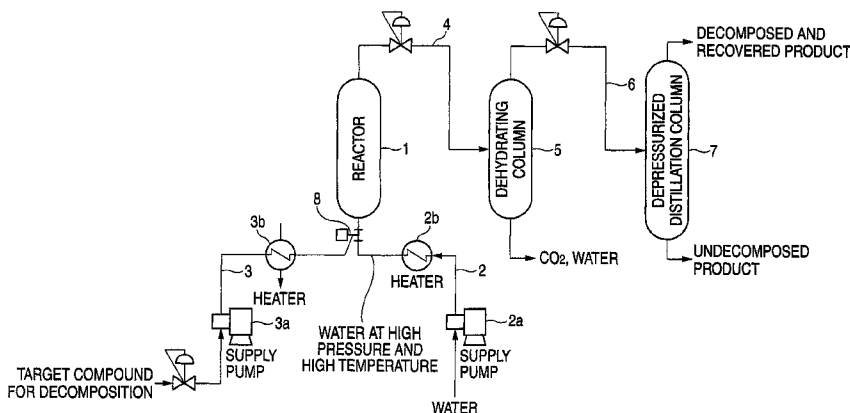 4
DECOMPOSED AND
RECOVERED PRODUCT
6
REACTOR
1
DEHYDRATING
COLUMN
5
DEPRESSURIZED
DISTILLATION COLUMN
7
8
3b
2b
3
HEATER
HEATER
2
CO2, WATER
UNDECOMPOSED
PRODUCT
3a
SUPPLY
PUMP
WATER AT HIGH
PRESSURE AND
HIGH TEMPERATURE
2a
SUPPLY
PUMP
TARGET COMPOUND
FOR DECOMPOSITION
WATER